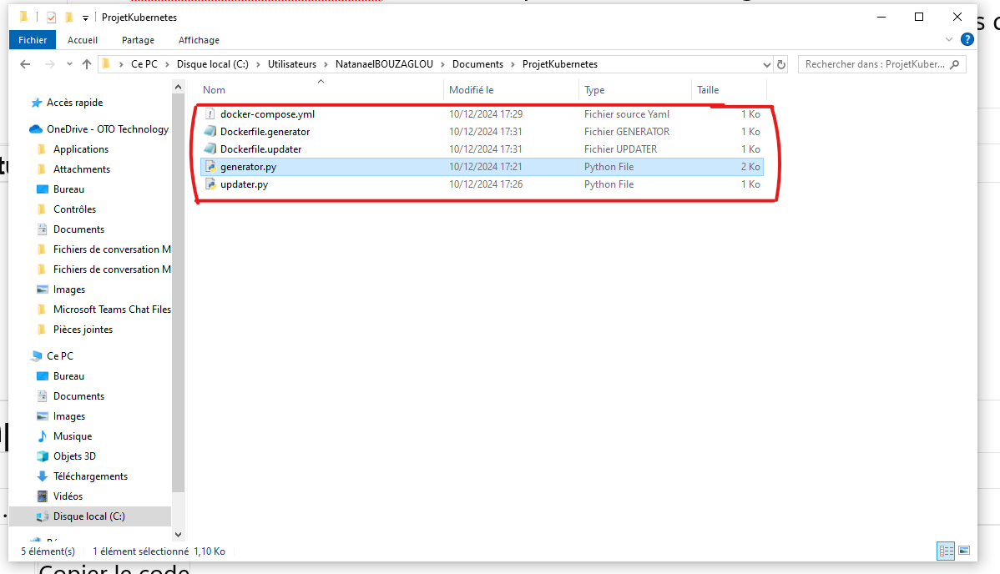 ProjetKubernetes
Fichier Accueil Partage Affichage
Ce PC Disque local (C:) Utilisateurs NatanaelBOUZAGLOU Documents ProjetKubernetes
Rechercher dans : ProjetKuber...
Nom Modifié le Type Taille
docker-compose.yml 10/12/2024 17:29 Fichier source Yaml 1 Ko
Dockerfile.generator 10/12/2024 17:31 Fichier GENERATOR 1 Ko
Dockerfile.updater 10/12/2024 17:31 Fichier UPDATER 1 Ko
generator.py 10/12/2024 17:21 Python File 2 Ko
updater.py 10/12/2024 17:26 Python File 1 Ko
Accès rapide
OneDrive - OTO Technology
Applications
Attachments
Bureau
Contrôles
Documents
Fichiers de conversation M
Fichiers de conversation M
Images
Microsoft Teams Chat Files
Pièces jointes
Ce PC
Bureau
Documents
Images
Musique
Objets 3D
Téléchargements
Vidéos
Disque local (C:)
5 élément(s) 1 élément sélectionné 1,10 Ko
Copier le code